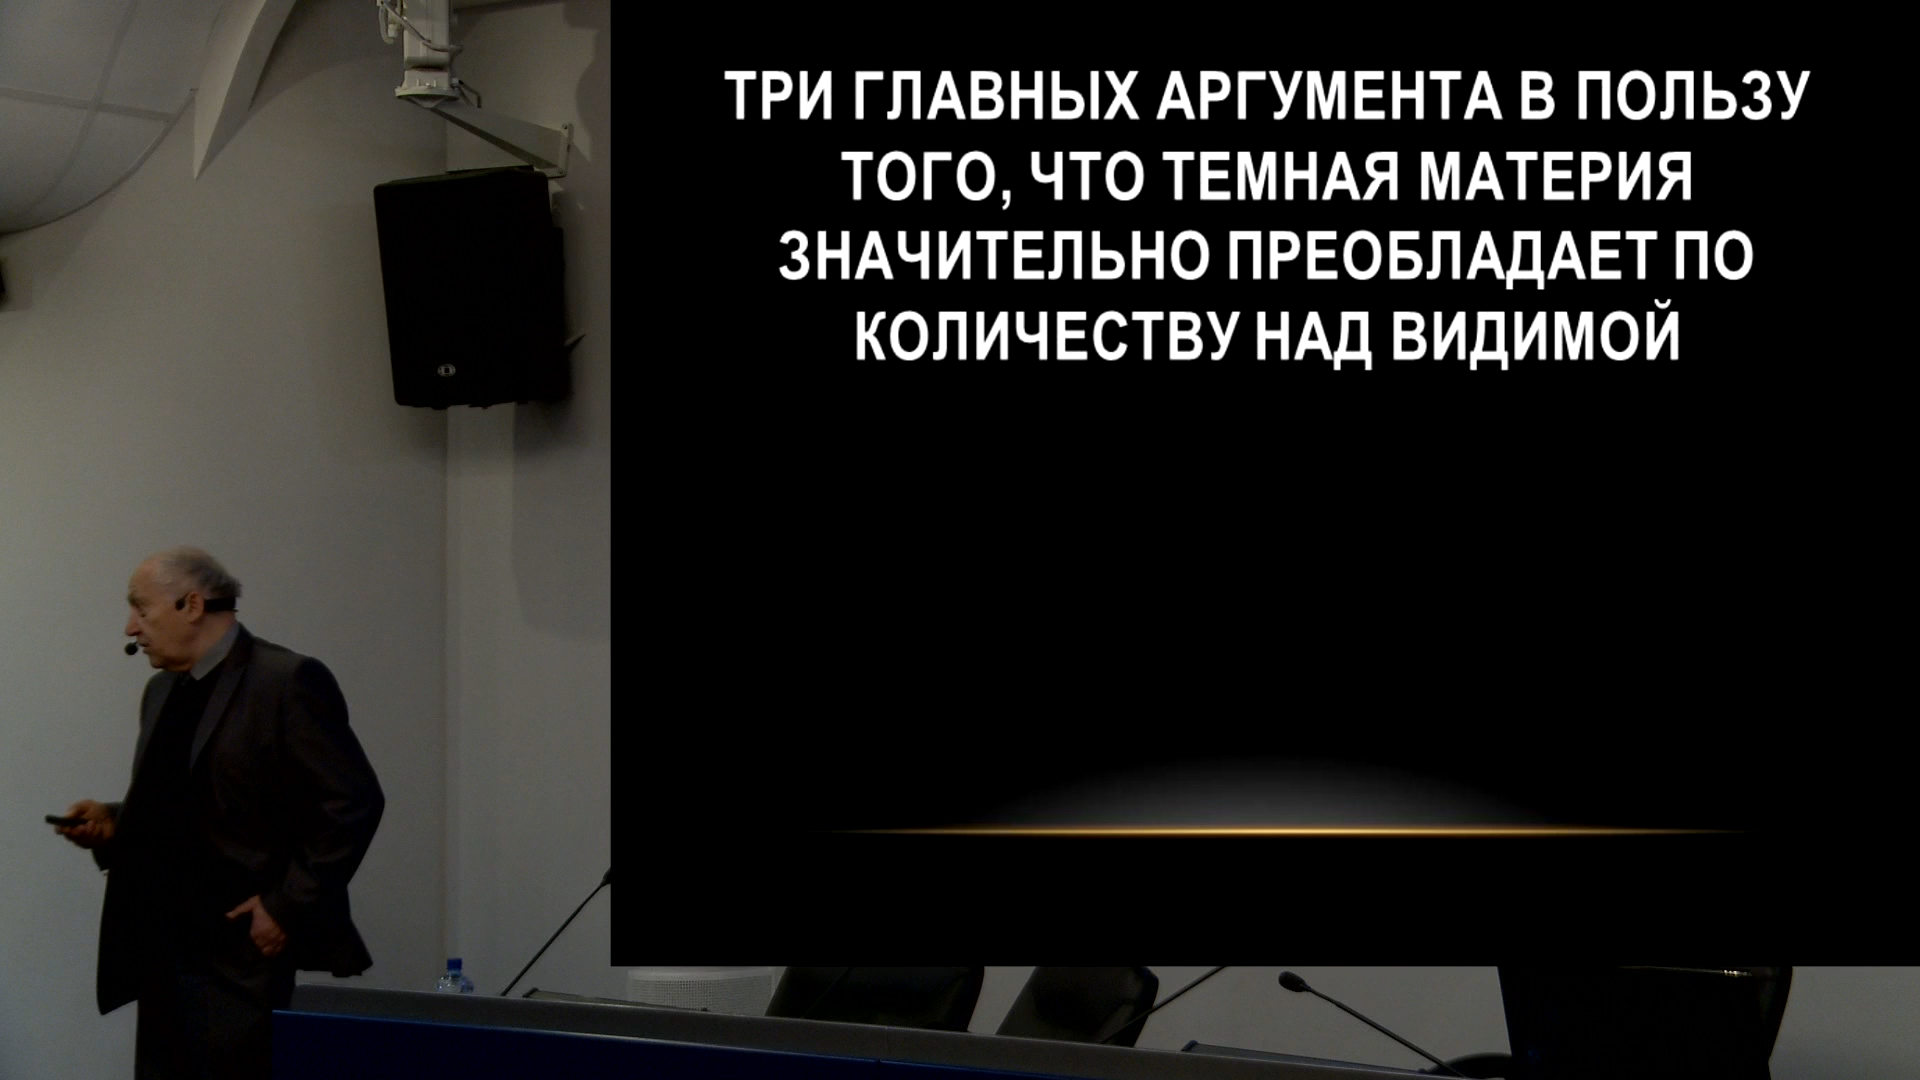 ТРИ ГЛАВНЫХ АРГУМЕНТА В ПОЛЬЗУ
ТОГО, ЧТО ТЕМНАЯ МАТЕРИЯ
ЗНАЧИТЕЛЬНО ПРЕОБЛАДАЕТ ПО
КОЛИЧЕСТВУ НАД ВИДИМОЙ